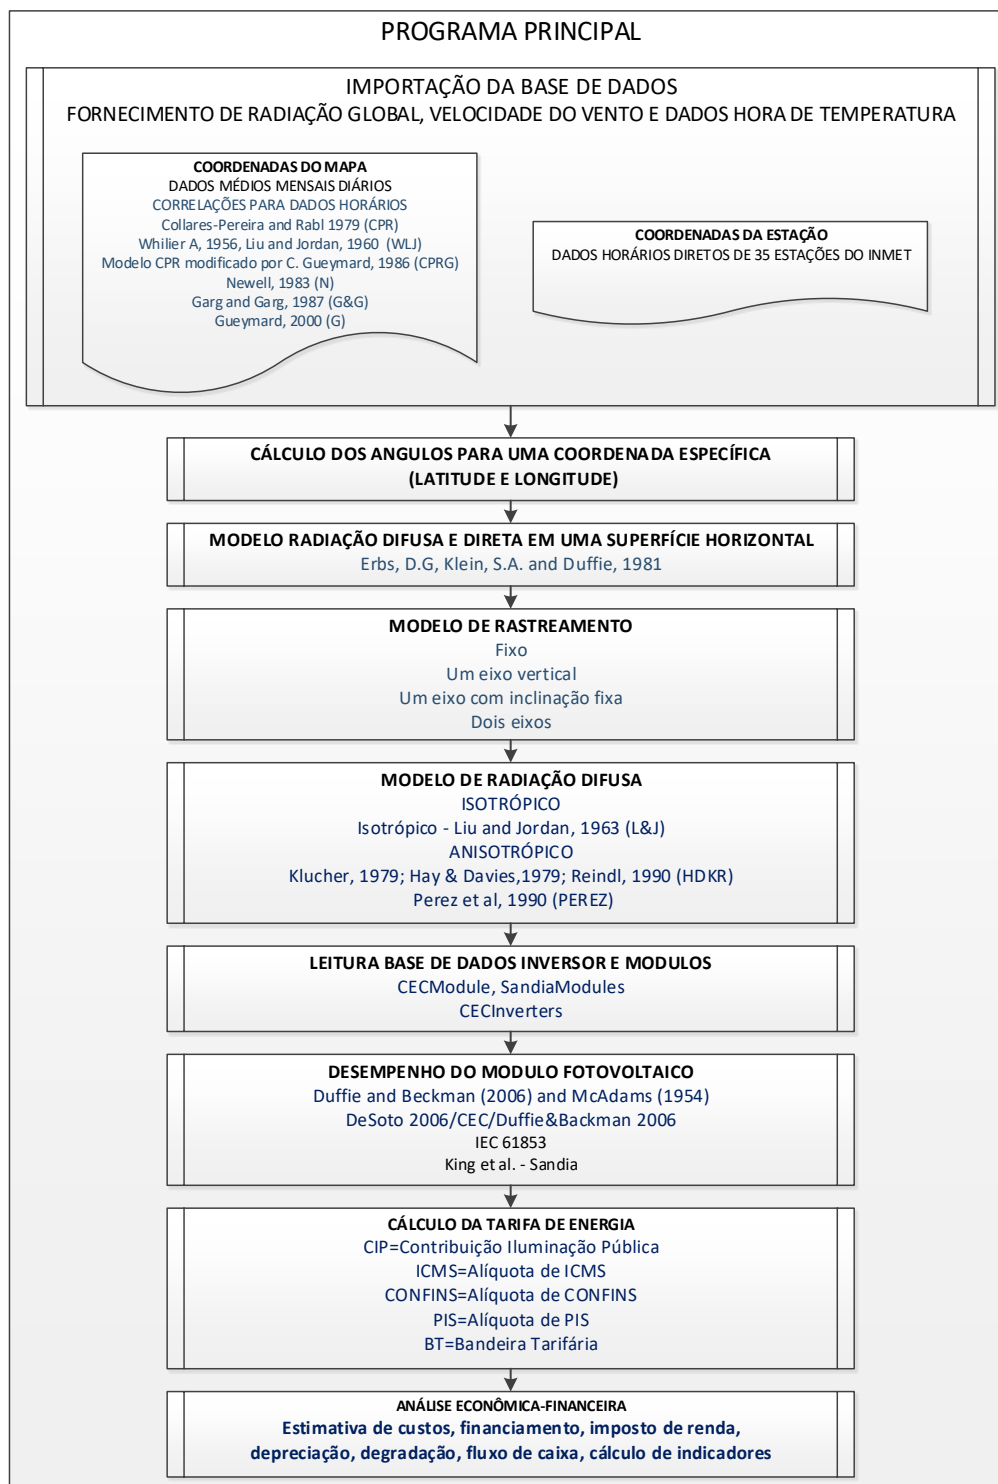 PROGRAMA PRINCIPAL
IMPORTAÇÃO DA BASE DE DADOS
FORNECIMENTO DE RADIAÇÃO GLOBAL, VELOCIDADE DO VENTO E DADOS HORA DE TEMPERATURA
COORDENADAS DO MAPA
DADOS MÉDIOS MENSAIS DIÁRIOS
CORRELAÇÕES PARA DADOS HORÁRIOS
Collares-Pereira and Rabl 1979 (CPR)
Whilier A, 1956, Liu and Jordan, 1960 (WLJ)
Modelo CPR modificado por C. Gueymard, 1986 (CPRG)
Newell, 1983 (N)
Garg and Garg, 1987 (G&G)
Gueymard, 2000 (G)
COORDENADAS DA ESTAÇÃO
DADOS HORÁRIOS DIRETOS DE 35 ESTAÇÕES DO INMET
CÁLCULO DOS ANGULOS PARA UMA COORDENADA ESPECÍFICA
(LATITUDE E LONGITUDE)
MODELO RADIAÇÃO DIFUSA E DIRETA EM UMA SUPERFÍCIE HORIZONTAL
Erbs, D.G, Klein, S.A. and Duffie, 1981
MODELO DE RASTREAMENTO
Fixo
Um eixo vertical
Um eixo com inclinação fixa
Dois eixos
MODELO DE RADIAÇÃO DIFUSA
ISOTRÓPICO
Isotrópico - Liu and Jordan, 1963 (L&J)
ANISOTRÓPICO
Klucher, 1979; Hay & Davies,1979; Reindl, 1990 (HDKR)
Perez et al, 1990 (PEREZ)
LEITURA BASE DE DADOS INVERSOR E MODULOS
CECModule, SandiaModules
CECInverters
DESEMPENHO DO MODULO FOTOVOLTAICO
Duffie and Beckman (2006) and McAdams (1954)
DeSoto 2006/CEC/Duffie&Backman 2006
IEC 61853
King et al. - Sandia
CÁLCULO DA TARIFA DE ENERGIA
CIP=Contribuição Iluminação Pública
ICMS=Alíquota de ICMS
CONFINS=Alíquota de CONFINS
PIS=Alíquota de PIS
BT=Bandeira Tarifária
ANÁLISE ECONÔMICA-FINANCEIRA
Estimativa de custos, financiamento, imposto de renda,
depreciação, degradação, fluxo de caixa, cálculo de indicadores